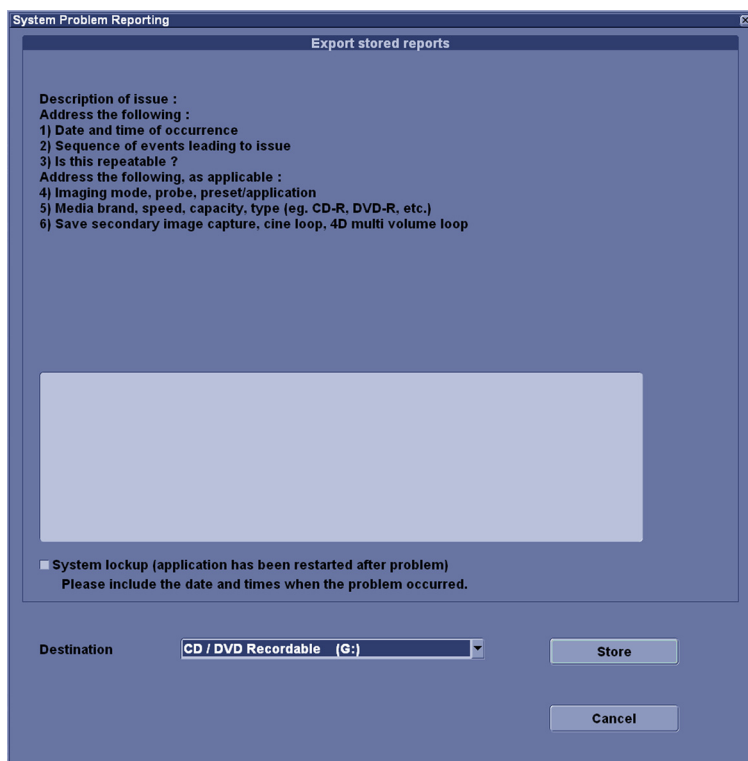 System Problem Reporting
Export stored reports
Description of issue :
Address the following :
1) Date and time of occurrence
2) Sequence of events leading to issue
3) Is this repeatable ?
Address the following, as applicable :
4) Imaging mode, probe, preset/application
5) Media brand, speed, capacity, type (eg. CD-R, DVD-R, etc.)
6) Save secondary image capture, cine loop, 4D multi volume loop
System lockup (application has been restarted after problem)
Please include the date and times when the problem occurred.
Destination
CD / DVD Recordable (G:)
Store
Cancel